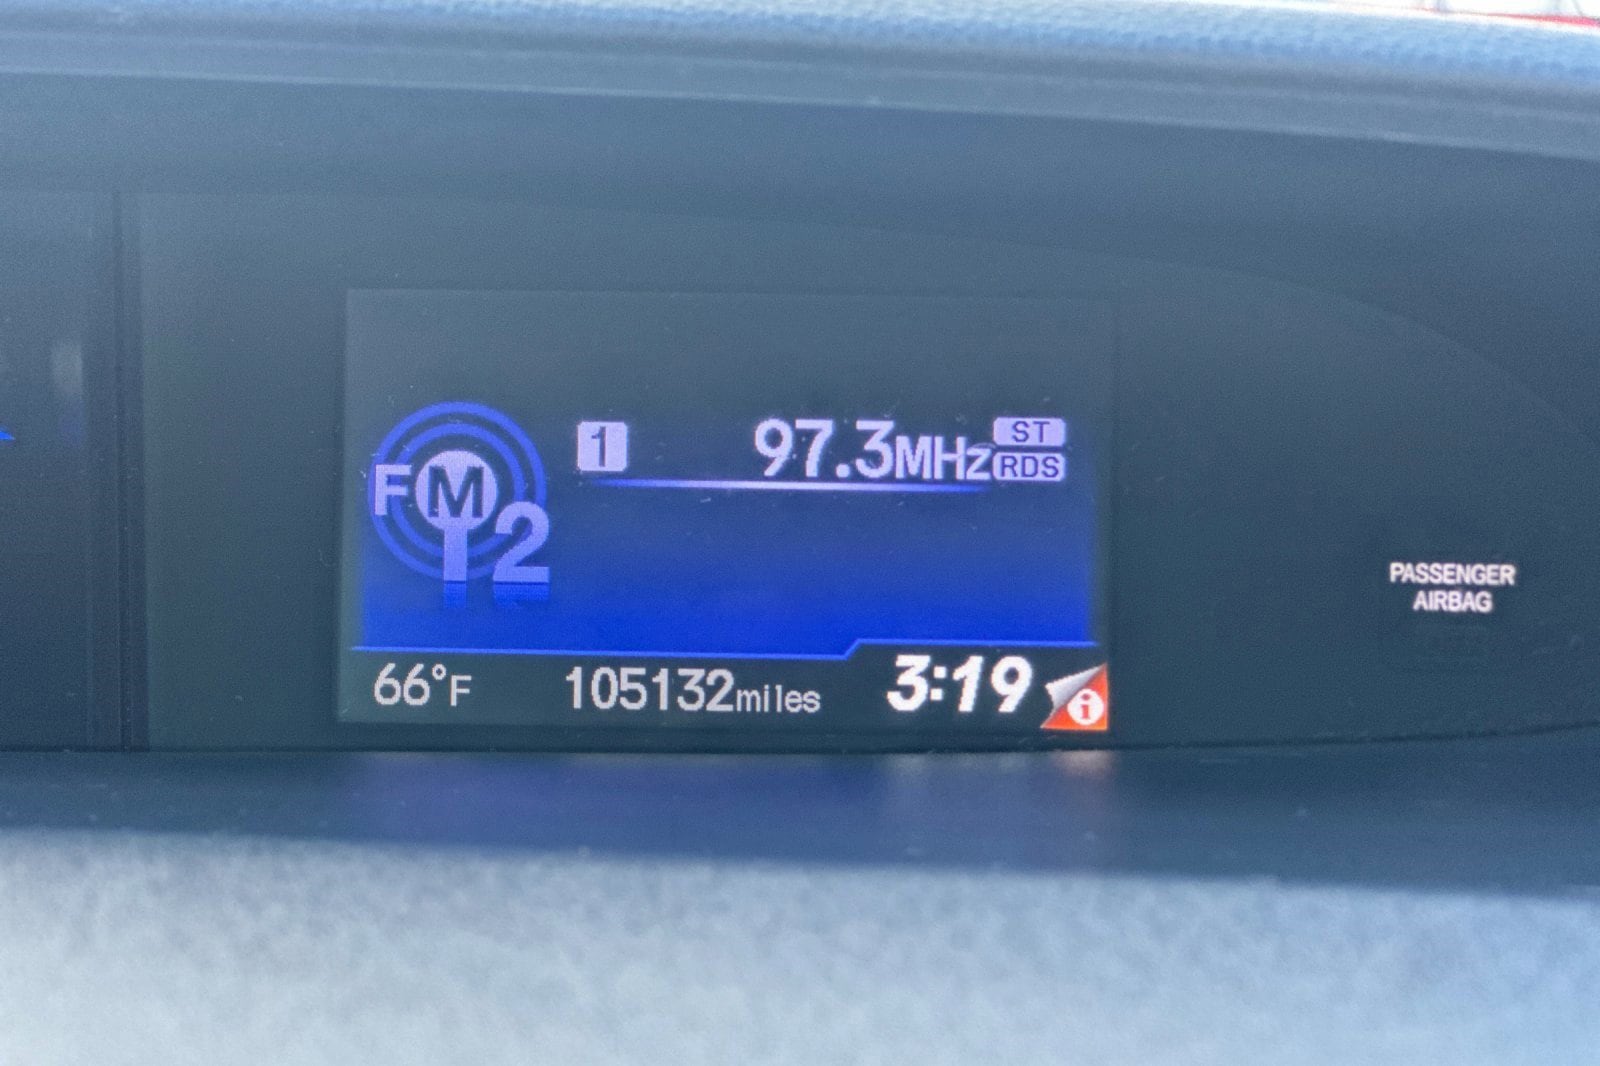 1 97.3MHz ST
RDS
FM 2
66°F 105132miles 3:19 i
PASSENGER
AIRBAG